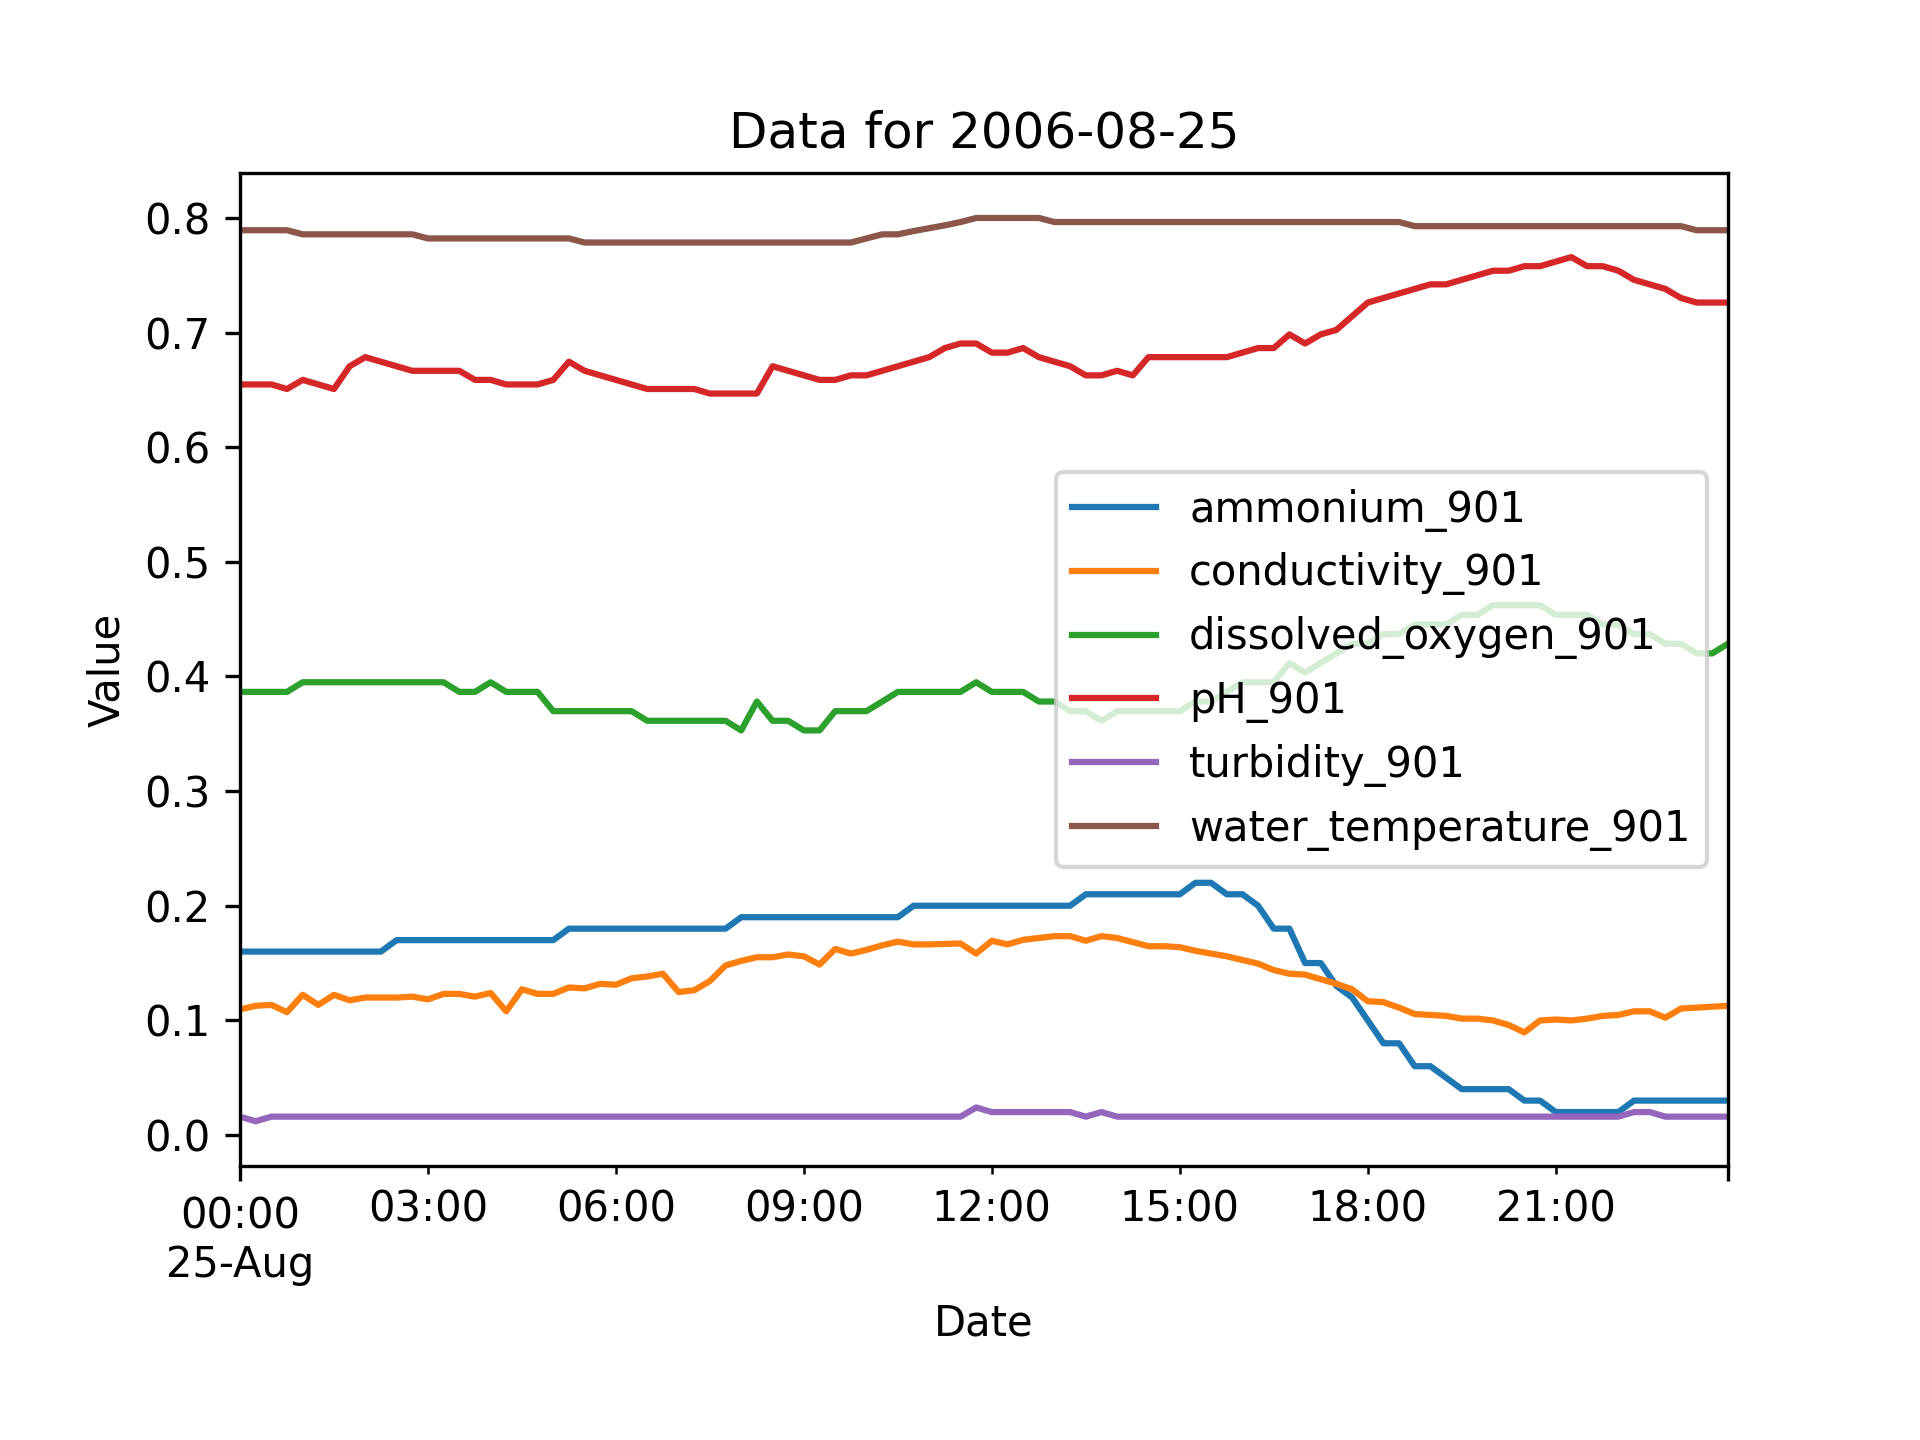 Data for 2006-08-25
Value
0.8
0.7
0.6
0.5
0.4
0.3
0.2
0.1
0.0
ammonium_901
conductivity_901
dissolved_oxygen_901
pH_901
turbidity_901
water_temperature_901
00:00 03:00 06:00 09:00 12:00 15:00 18:00 21:00
25-Aug
Date